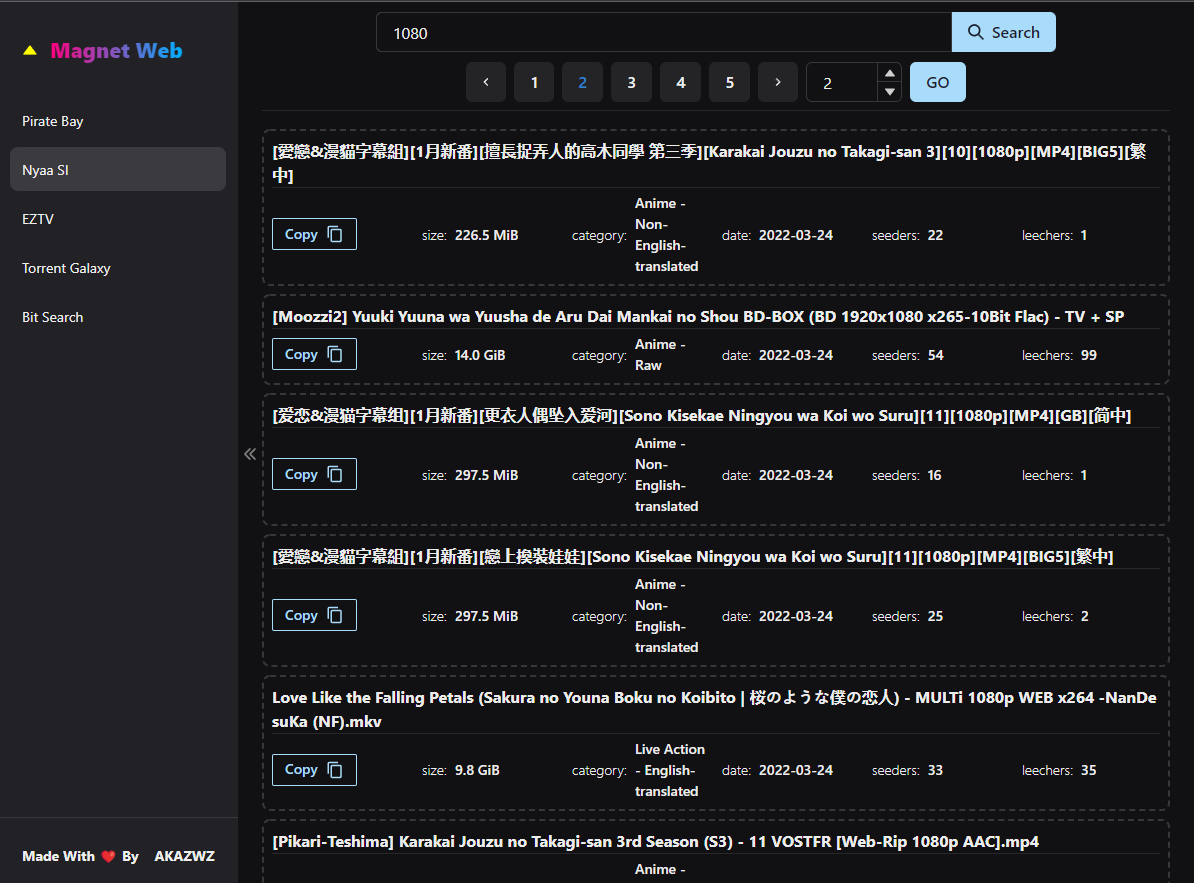 Magnet Web
Pirate Bay
Nyaa SI
EZTV
Torrent Galaxy
Bit Search
Made With ❤️ By AKAZWZ
1080
Search
‹ 1 2 3 4 5 › 2 GO
[愛戀&漫貓字幕組][1月新番][擅長捉弄人的高木同學 第三季][Karakai Jouzu no Takagi-san 3][10][1080p][MP4][BIG5][繁
中]
Copy size: 226.5 MiB category: Anime -
Non-
English-
translated
date: 2022-03-24 seeders: 22 leechers: 1
[Moozzi2] Yuuki Yuuna wa Yuusha de Aru Dai Mankai no Shou BD-BOX (BD 1920x1080 x265-10Bit Flac) - TV + SP
Copy size: 14.0 GiB category: Anime -
Raw
date: 2022-03-24 seeders: 54 leechers: 99
[爱恋&漫猫字幕组][1月新番][更衣人偶坠入爱河][Sono Kisekae Ningyou wa Koi wo Suru][11][1080p][MP4][GB][简中]
Copy size: 297.5 MiB category: Anime -
Non-
English-
translated
date: 2022-03-24 seeders: 16 leechers: 1
[愛戀&漫貓字幕組][1月新番][戀上換裝娃娃][Sono Kisekae Ningyou wa Koi wo Suru][11][1080p][MP4][BIG5][繁中]
Copy size: 297.5 MiB category: Anime -
Non-
English-
translated
date: 2022-03-24 seeders: 25 leechers: 2
Love Like the Falling Petals (Sakura no Youna Boku no Koibito | 桜のような僕の恋人) - MULTi 1080p WEB x264 -NanDe
suKa (NF).mkv
Copy size: 9.8 GiB category: Live Action
- English-
translated
date: 2022-03-24 seeders: 33 leechers: 35
[Pikari-Teshima] Karakai Jouzu no Takagi-san 3rd Season (S3) - 11 VOSTFR [Web-Rip 1080p AAC].mp4
Anime -